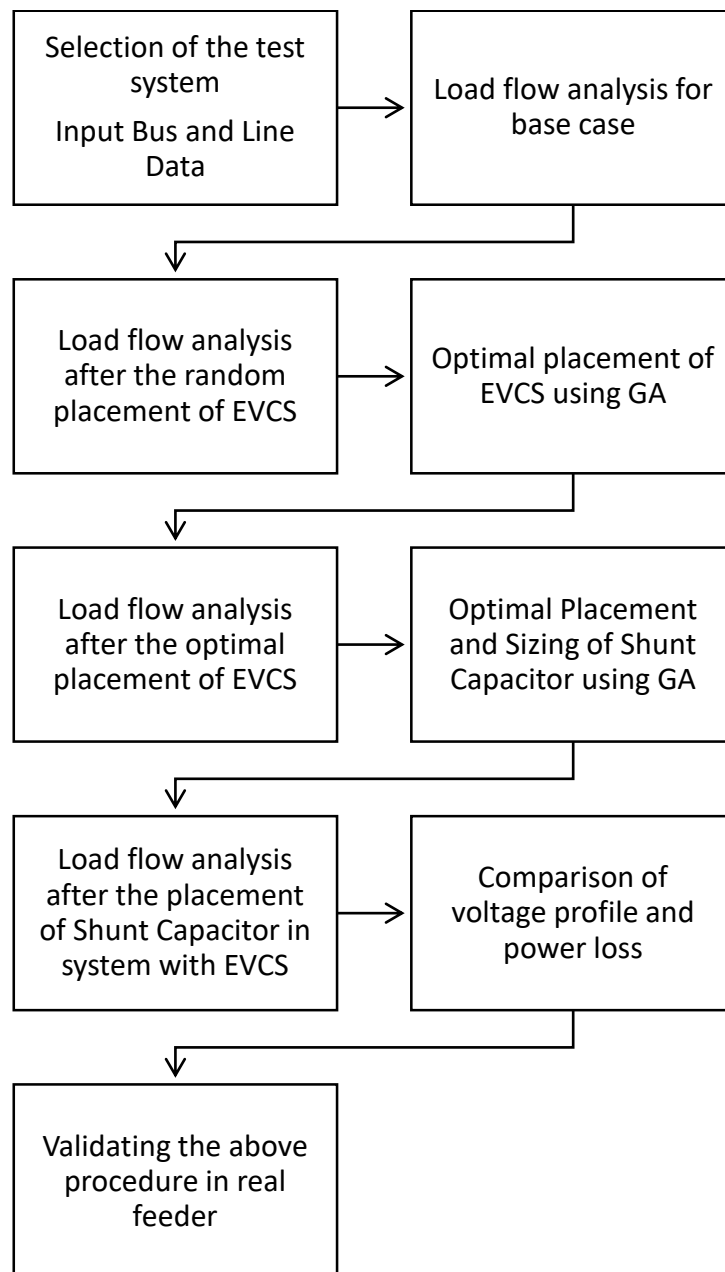 Selection of the test
system
Input Bus and Line
Data
Load flow analysis for
base case
Load flow analysis
after the random
placement of EVCS
Optimal placement of
EVCS using GA
Load flow analysis
after the optimal
placement of EVCS
Optimal Placement
and Sizing of Shunt
Capacitor using GA
Load flow analysis
after the placement
of Shunt Capacitor in
system with EVCS
Comparison of
voltage profile and
power loss
Validating the above
procedure in real
feeder